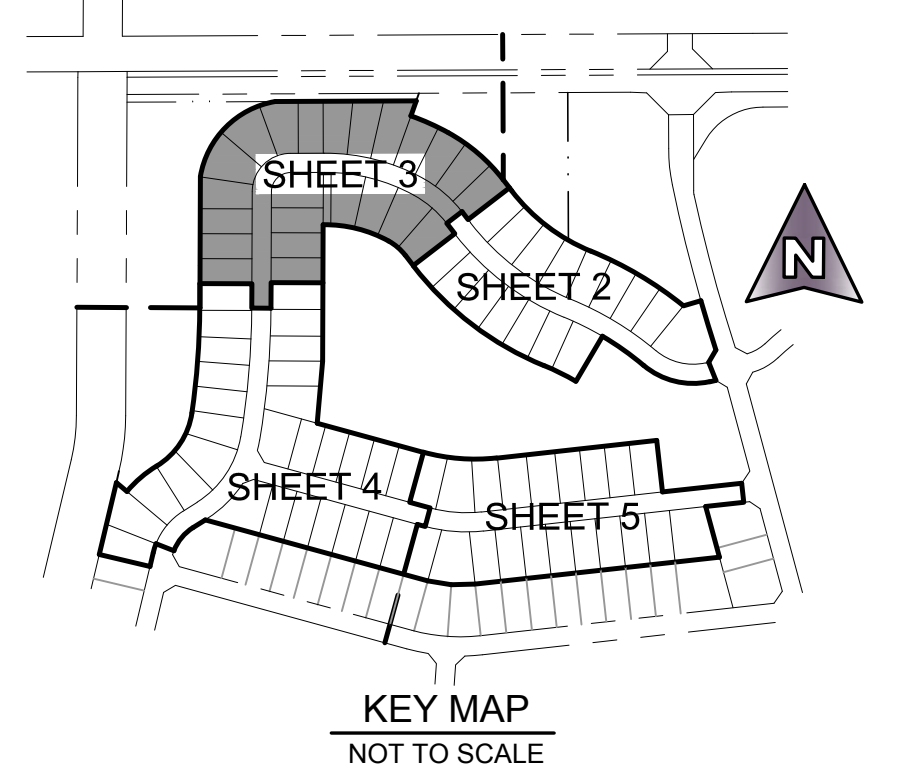 SHEET 3
N
SHEET 2
SHEET 4
SHEET 5
KEY MAP
NOT TO SCALE